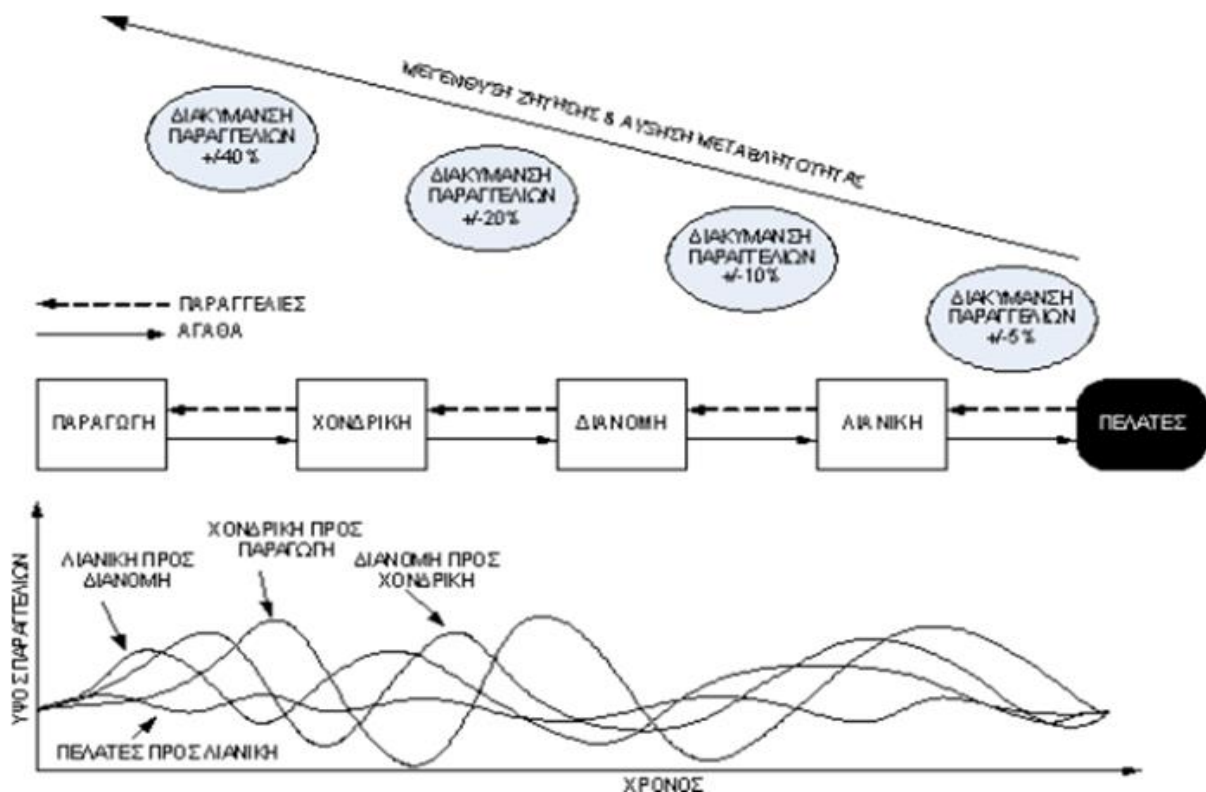 ΜΕΓΕΝΘΥΣΗ ΖΗΤΗΣΗΣ & ΑΥΞΗΣΗ ΜΕΤΑΒΛΗΤΟΤΗΤΑΣ
ΔΙΑΚΥΜΑΝΣΗ
ΠΑΡΑΓΓΕΛΙΩΝ
+/-40%
ΔΙΑΚΥΜΑΝΣΗ
ΠΑΡΑΓΓΕΛΙΩΝ
+/-20%
ΔΙΑΚΥΜΑΝΣΗ
ΠΑΡΑΓΓΕΛΙΩΝ
+/-10%
ΔΙΑΚΥΜΑΝΣΗ
ΠΑΡΑΓΓΕΛΙΩΝ
+/-5%
ΠΑΡΑΓΓΕΛΙΕΣ
ΑΓΑΘΑ
ΠΑΡΑΓΩΓΗ
ΧΟΝΔΡΙΚΗ
ΔΙΑΝΟΜΗ
ΛΙΑΝΙΚΗ
ΠΕΛΑΤΕΣ
ΥΨΟΣ ΠΑΡΑΓΓΕΛΙΩΝ
ΛΙΑΝΙΚΗ ΠΡΟΣ
ΔΙΑΝΟΜΗ
ΧΟΝΔΡΙΚΗ ΠΡΟΣ
ΠΑΡΑΓΩΓΗ
ΔΙΑΝΟΜΗ ΠΡΟΣ
ΧΟΝΔΡΙΚΗ
ΠΕΛΑΤΕΣ ΠΡΟΣ ΛΙΑΝΙΚΗ
ΧΡΟΝΟΣ